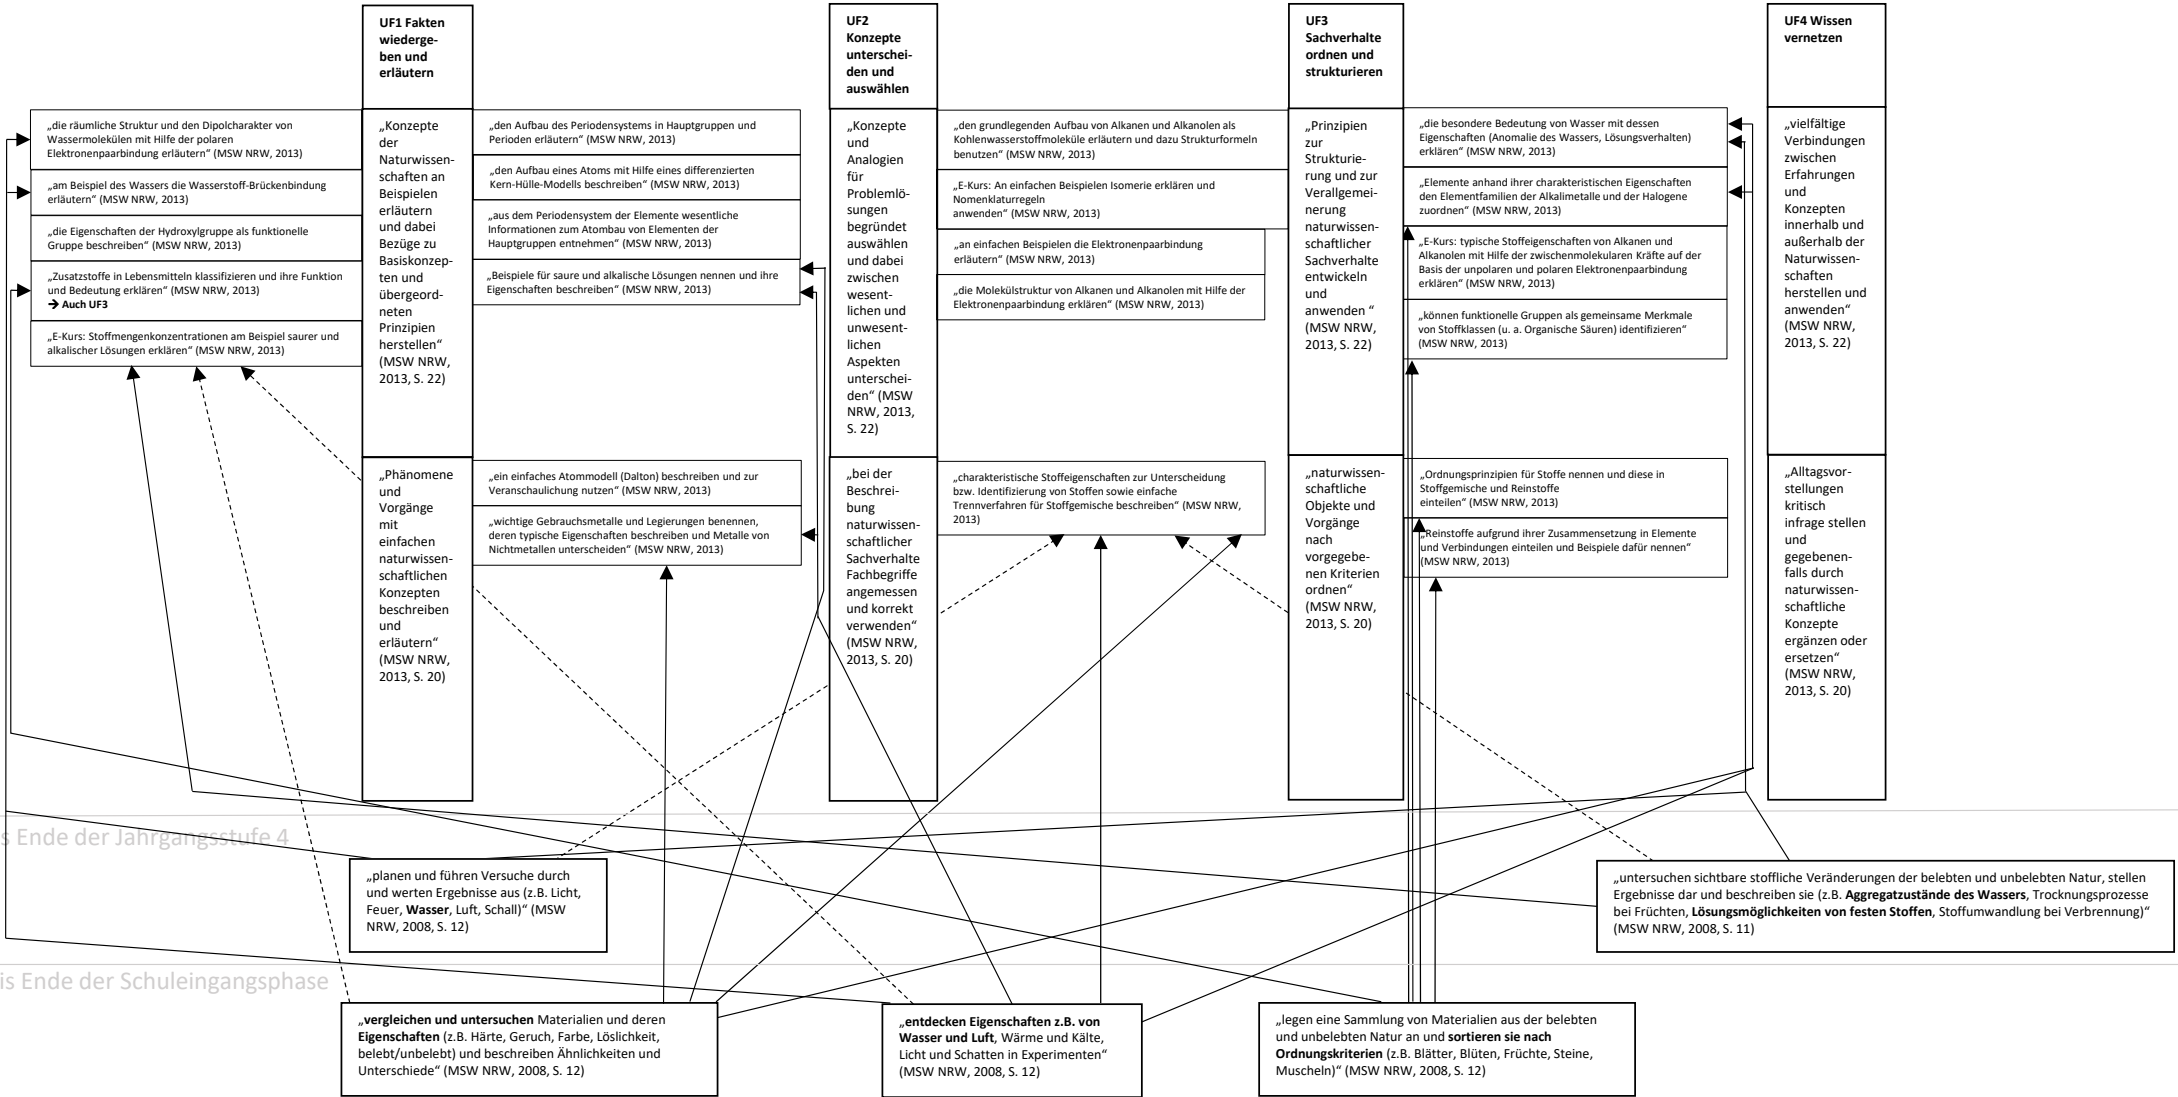 UF1 Fakten
wiederge-
ben und
erläutern
UF2
Konzepte
unterschei-
den und
auswählen
UF3
Sachverhalte
ordnen und
strukturieren
UF4 Wissen
vernetzen
„die räumliche Struktur und den Dipolcharakter von
Wassermolekülen mit Hilfe der polaren
Elektronenpaarbindung erläutern“ (MSW NRW, 2013)
„am Beispiel des Wassers die Wasserstoff-Brückenbindung
erläutern“ (MSW NRW, 2013)
„die Eigenschaften der Hydroxylgruppe als funktionelle
Gruppe beschreiben“ (MSW NRW, 2013)
„Zusatzstoffe in Lebensmitteln klassifizieren und ihre Funktion
und Bedeutung erklären“ (MSW NRW, 2013)
→ Auch UF3
„E-Kurs: Stoffmengenkonzentrationen am Beispiel saurer und
alkalischer Lösungen erklären“ (MSW NRW, 2013)
„Konzepte
der
Naturwissen-
schaften an
Beispielen
erläutern
und dabei
Bezüge zu
Basiskonzep-
ten und
übergeord-
neten
Prinzipien
herstellen“
(MSW NRW,
2013, S. 22)
„den Aufbau des Periodensystems in Hauptgruppen und
Perioden erläutern“ (MSW NRW, 2013)
„den Aufbau eines Atoms mit Hilfe eines differenzierten
Kern-Hülle-Modells beschreiben“ (MSW NRW, 2013)
„aus dem Periodensystem der Elemente wesentliche
Informationen zum Atombau von Elementen der
Hauptgruppen entnehmen“ (MSW NRW, 2013)
„Beispiele für saure und alkalische Lösungen nennen und ihre
Eigenschaften beschreiben“ (MSW NRW, 2013)
„Konzepte
und
Analogien
für
Problemlö-
sungen
begründet
auswählen
und dabei
zwischen
wesent-
lichen und
unwesent-
lichen
Aspekten
unterschei-
den“ (MSW
NRW, 2013,
S. 22)
„den grundlegenden Aufbau von Alkanen und Alkanolen als
Kohlenwasserstoffmoleküle erläutern und dazu Strukturformeln
benutzen“ (MSW NRW, 2013)
„E-Kurs: An einfachen Beispielen Isomerie erklären und
Nomenklaturregeln
anwenden“ (MSW NRW, 2013)
„an einfachen Beispielen die Elektronenpaarbindung
erläutern“ (MSW NRW, 2013)
„die Molekülstruktur von Alkanen und Alkanolen mit Hilfe der
Elektronenpaarbindung erklären“ (MSW NRW, 2013)
„Prinzipien
zur
Strukturie-
rung und zur
Verallgemei-
nerung
naturwissen-
schaftlicher
Sachverhalte
entwickeln
und
anwenden “
(MSW NRW,
2013, S. 22)
„die besondere Bedeutung von Wasser mit dessen
Eigenschaften (Anomalie des Wassers, Lösungsverhalten)
erklären“ (MSW NRW, 2013)
„Elemente anhand ihrer charakteristischen Eigenschaften
den Elementfamilien der Alkalimetalle und der Halogene
zuordnen“ (MSW NRW, 2013)
„E-Kurs: typische Stoffeigenschaften von Alkanen und
Alkanolen mit Hilfe der zwischenmolekularen Kräfte auf der
Basis der unpolaren und polaren Elektronenpaarbindung
erklären“ (MSW NRW, 2013)
„können funktionelle Gruppen als gemeinsame Merkmale
von Stoffklassen (u. a. Organische Säuren) identifizieren“
(MSW NRW, 2013)
„vielfältige
Verbindungen
zwischen
Erfahrungen
und
Konzepten
innerhalb und
außerhalb der
Naturwissen-
schaften
herstellen und
anwenden“
(MSW NRW,
2013, S. 22)
„Phänomene
und
Vorgänge
mit
einfachen
naturwissen-
schaftlichen
Konzepten
beschreiben
und
erläutern“
(MSW NRW,
2013, S. 20)
„ein einfaches Atommodell (Dalton) beschreiben und zur
Veranschaulichung nutzen“ (MSW NRW, 2013)
„wichtige Gebrauchsmetalle und Legierungen benennen,
deren typische Eigenschaften beschreiben und Metalle von
Nichtmetallen unterscheiden“ (MSW NRW, 2013)
„bei der
Beschrei-
bung
naturwissen-
schaftlicher
Sachverhalte
Fachbegriffe
angemessen
und korrekt
verwenden“
(MSW NRW,
2013, S. 20)
„charakteristische Stoffeigenschaften zur Unterscheidung
bzw. Identifizierung von Stoffen sowie einfache
Trennverfahren für Stoffgemische beschreiben“ (MSW NRW,
2013)
„naturwissen-
schaftliche
Objekte und
Vorgänge
nach
vorgegebe-
nen Kriterien
ordnen“
(MSW NRW,
2013, S. 20)
„Ordnungsprinzipien für Stoffe nennen und diese in
Stoffgemische und Reinstoffe
einteilen“ (MSW NRW, 2013)
„Reinstoffe aufgrund ihrer Zusammensetzung in Elemente
und Verbindungen einteilen und Beispiele dafür nennen“
(MSW NRW, 2013)
„Alltagsvor-
stellungen
kritisch
infrage stellen
und
gegebenen-
falls durch
naturwissen-
schaftliche
Konzepte
ergänzen oder
ersetzen“
(MSW NRW,
2013, S. 20)
s Ende der Jahrgangsstufe 4
„planen und führen Versuche durch
und werten Ergebnisse aus (z.B. Licht,
Feuer, Wasser, Luft, Schall)“ (MSW
NRW, 2008, S. 12)
„untersuchen sichtbare stoffliche Veränderungen der belebten und unbelebten Natur, stellen
Ergebnisse dar und beschreiben sie (z.B. Aggregatzustände des Wassers, Trocknungsprozesse
bei Früchten, Lösungsmöglichkeiten von festen Stoffen, Stoffumwandlung bei Verbrennung)“
(MSW NRW, 2008, S. 11)
is Ende der Schuleingangsphase
„vergleichen und untersuchen Materialien und deren
Eigenschaften (z.B. Härte, Geruch, Farbe, Löslichkeit,
belebt/unbelebt) und beschreiben Ähnlichkeiten und
Unterschiede“ (MSW NRW, 2008, S. 12)
„entdecken Eigenschaften z.B. von
Wasser und Luft, Wärme und Kälte,
Licht und Schatten in Experimenten“
(MSW NRW, 2008, S. 12)
„legen eine Sammlung von Materialien aus der belebten
und unbelebten Natur an und sortieren sie nach
Ordnungskriterien (z.B. Blätter, Blüten, Früchte, Steine,
Muscheln)“ (MSW NRW, 2008, S. 12)